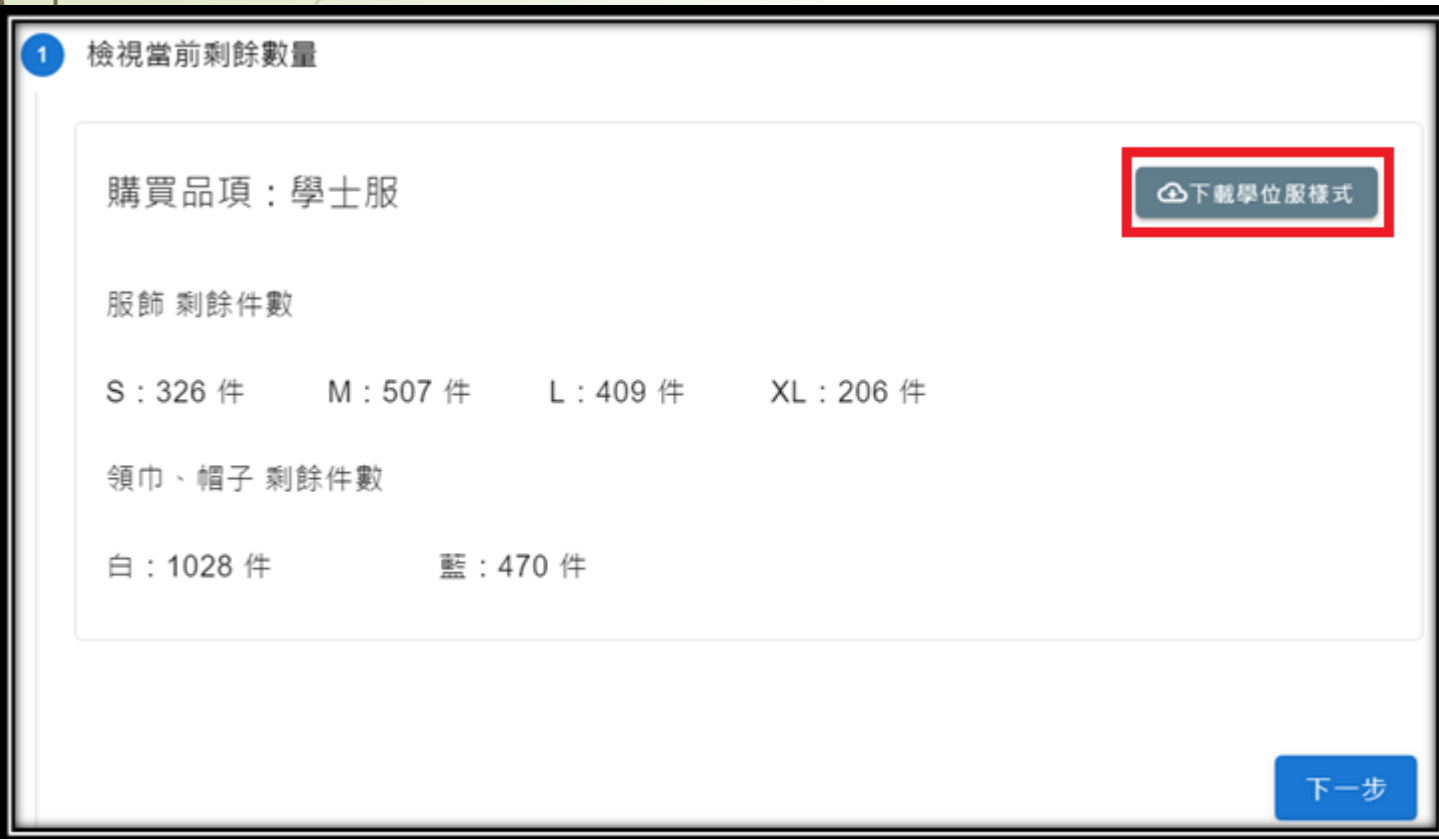 1 檢視當前剩餘數量
購買品項：學士服
下載學位服樣式
服飾 剩餘件數
S：326 件 M：507 件 L：409 件 XL：206 件
領巾、帽子 剩餘件數
白：1028 件 藍：470 件
下一步